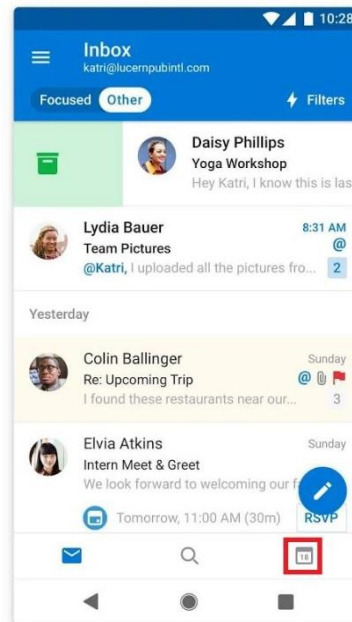 10:28
Inbox
katri@lucernpubintl.com
Focused Other Filters
Daisy Phillips
Yoga Workshop
Hey Katri, I know this is las
Lydia Bauer 8:31 AM
Team Pictures @
@Katri, I uploaded all the pictures fro... 2
Yesterday
Colin Ballinger Sunday
Re: Upcoming Trip @
I found these restaurants near our... 3
Elvia Atkins Sunday
Intern Meet & Greet
We look forward to welcoming our f
Tomorrow, 11:00 AM (30m) RSVP
18